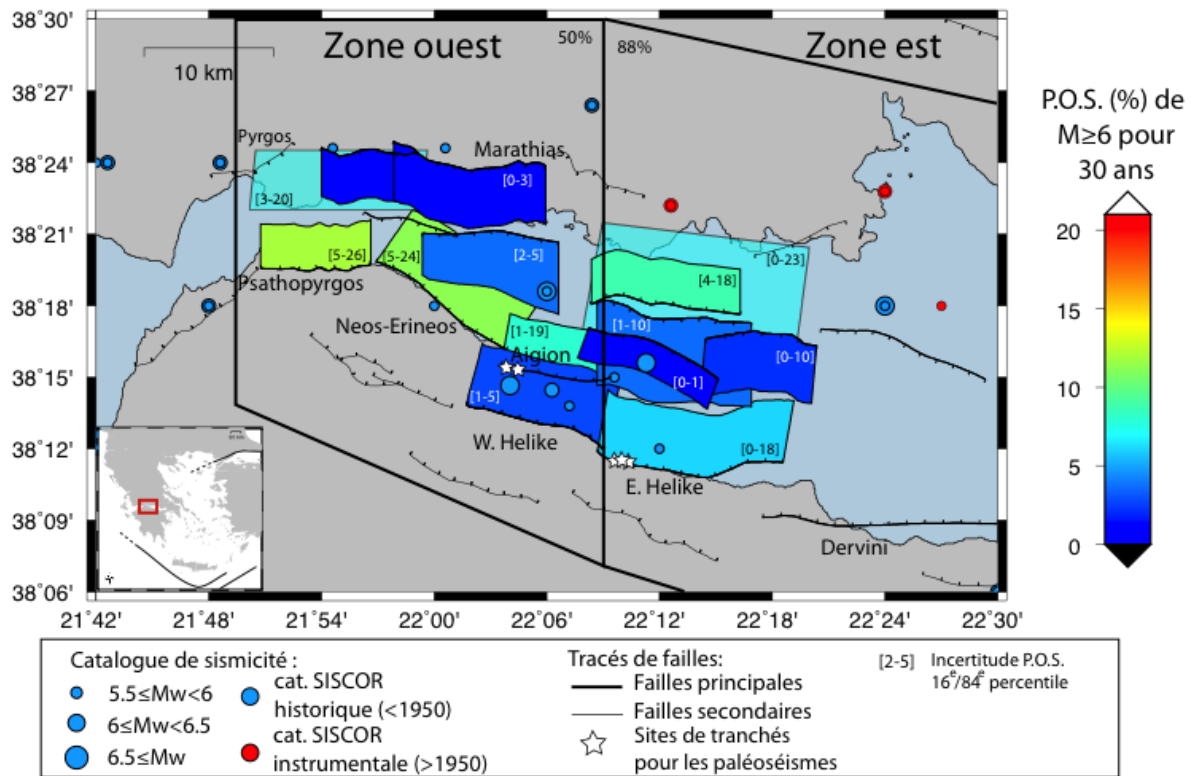 38°30'
38°27'
38°24'
38°21'
38°18'
38°15'
38°12'
38°09'
38°06'
21°42'
21°48'
21°54'
22°00'
22°06'
22°12'
22°18'
22°24'
22°30'
Zone ouest
50%
88%
Zone est
10 km
Pyrgos
Marathias
[0-3]
[3-20]
[5-26]
[5-24]
[2-5]
[4-18]
[0-23]
Psathopyrgos
Neos-Erineos
[1-19]
[1-10]
Aigion
[0-10]
[0-1]
[1-5]
W. Helike
[0-18]
E. Helike
Dervini
P.O.S. (%) de
M≥6 pour
30 ans
20
15
10
5
0
Catalogue de sismicité :
5.5≤Mw<6
6≤Mw<6.5
6.5≤Mw
cat. SISCOR
historique (<1950)
cat. SISCOR
instrumentale (>1950)
Tracés de failles:
Failles principales
Failles secondaires
Sites de tranchés
pour les paléoséismes
[2-5] Incertitude P.O.S.
16e/84e percentile